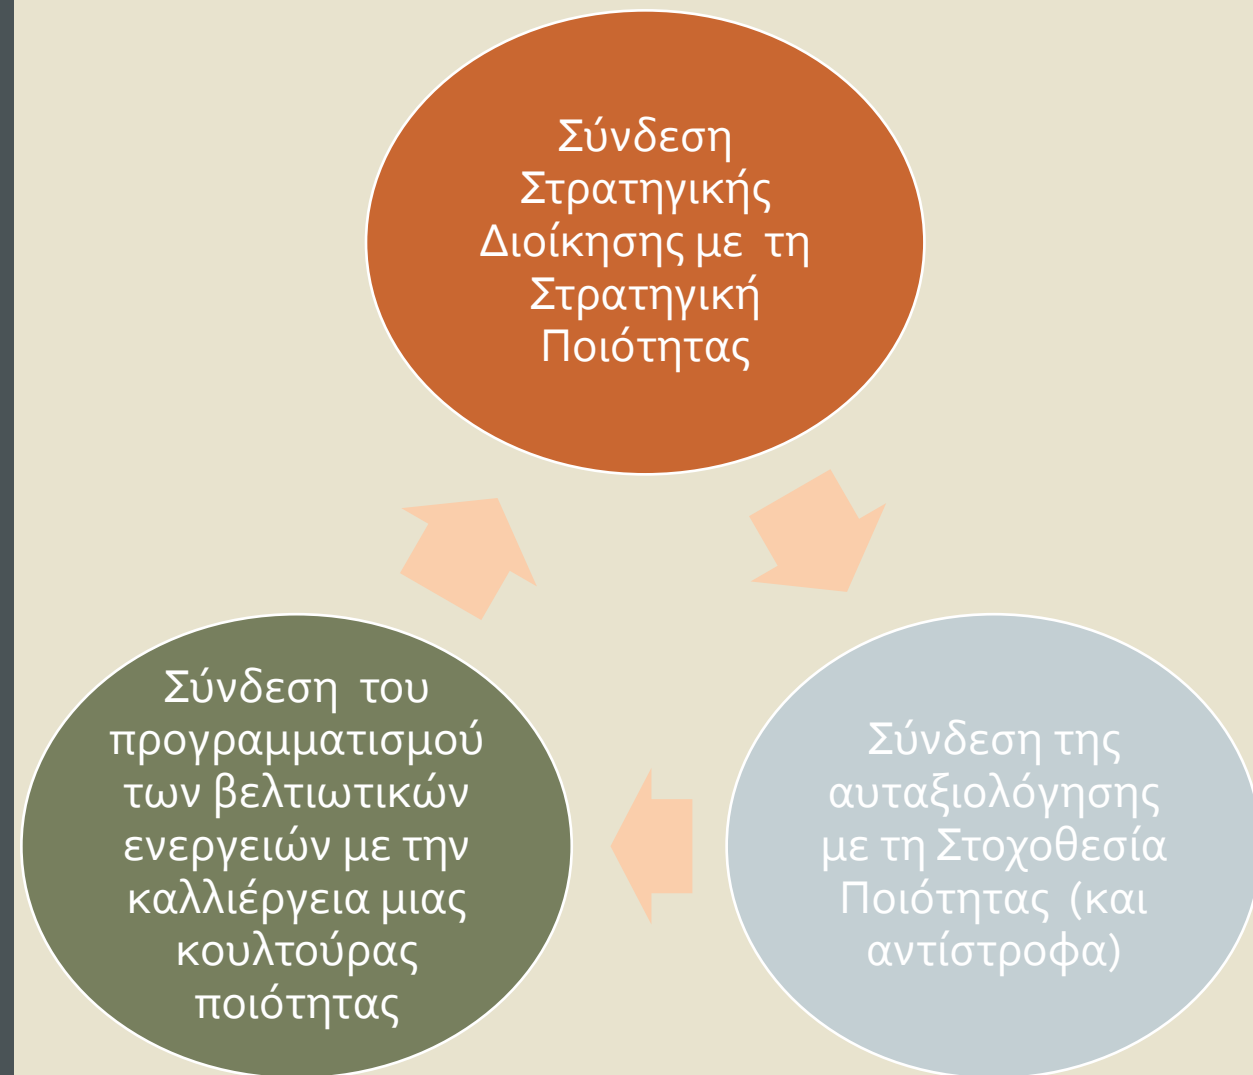 Σύνδεση
Στρατηγικής
Διοίκησης με τη
Στρατηγική
Ποιότητας
Σύνδεση της
αυταξιολόγησης
με τη Στοχοθεσία
Ποιότητας (και
αντίστροφα)
Σύνδεση του
προγραμματισμού
των βελτιωτικών
ενεργειών με την
καλλιέργεια μιας
κουλτούρας
ποιότητας